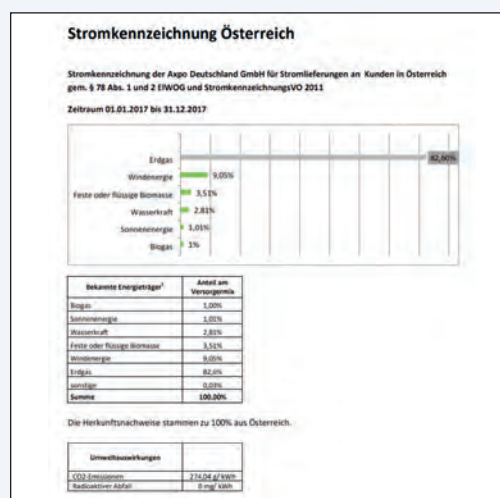 Stromkennzeichnung Österreich
Stromkennzeichnung der Axpo Deutschland GmbH für Stromlieferungen an Kunden in Österreich
gem. § 78 Abs. 1 und 2 ElWOG und StromkennzeichnungsVO 2011
Zeitraum 01.01.2017 bis 31.12.2017
Erdgas 82,60%
Windenergie 9,05%
Feste oder flüssige Biomasse 3,51%
Wasserkraft 2,81%
Sonnenenergie 1,01%
Biogas 1%
Bekannte Energieträger¹ Anteil am
Versorgermix
Biogas 1,00%
Sonnenenergie 1,01%
Wasserkraft 2,81%
Feste oder flüssige Biomasse 3,51%
Windenergie 9,05%
Erdgas 82,6%
sonstige 0,03%
Summe 100,00%
Die Herkunftsnachweise stammen zu 100% aus Österreich.
Umweltauswirkungen
CO2-Emissionen 274,04 g/kWh
Radioaktiver Abfall 0 mg/kWh